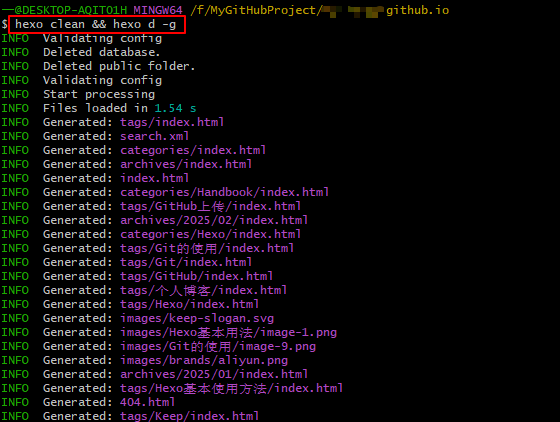 一@DESKTOP-AQITO1H MINGW64 /f/MyGitHubProject/ github.io
$ hexo clean && hexo d -g
INFO  Validating config
INFO  Deleted database.
INFO  Deleted public folder.
INFO  Validating config
INFO  Start processing
INFO  Files loaded in 1.54 s
INFO  Generated: tags/index.html
INFO  Generated: search.xml
INFO  Generated: categories/index.html
INFO  Generated: archives/index.html
INFO  Generated: index.html
INFO  Generated: categories/Handbook/index.html
INFO  Generated: tags/GitHub上传/index.html
INFO  Generated: archives/2025/02/index.html
INFO  Generated: categories/Hexo/index.html
INFO  Generated: tags/Git的使用/index.html
INFO  Generated: tags/Git/index.html
INFO  Generated: tags/GitHub/index.html
INFO  Generated: tags/个人博客/index.html
INFO  Generated: tags/Hexo/index.html
INFO  Generated: images/keep-slogan.svg
INFO  Generated: images/Hexo基本用法/image-1.png
INFO  Generated: images/Git的使用/image-9.png
INFO  Generated: images/brands/aliyun.png
INFO  Generated: archives/2025/01/index.html
INFO  Generated: tags/Hexo基本使用方法/index.html
INFO  Generated: 404.html
INFO  Generated: tags/Keep/index.html